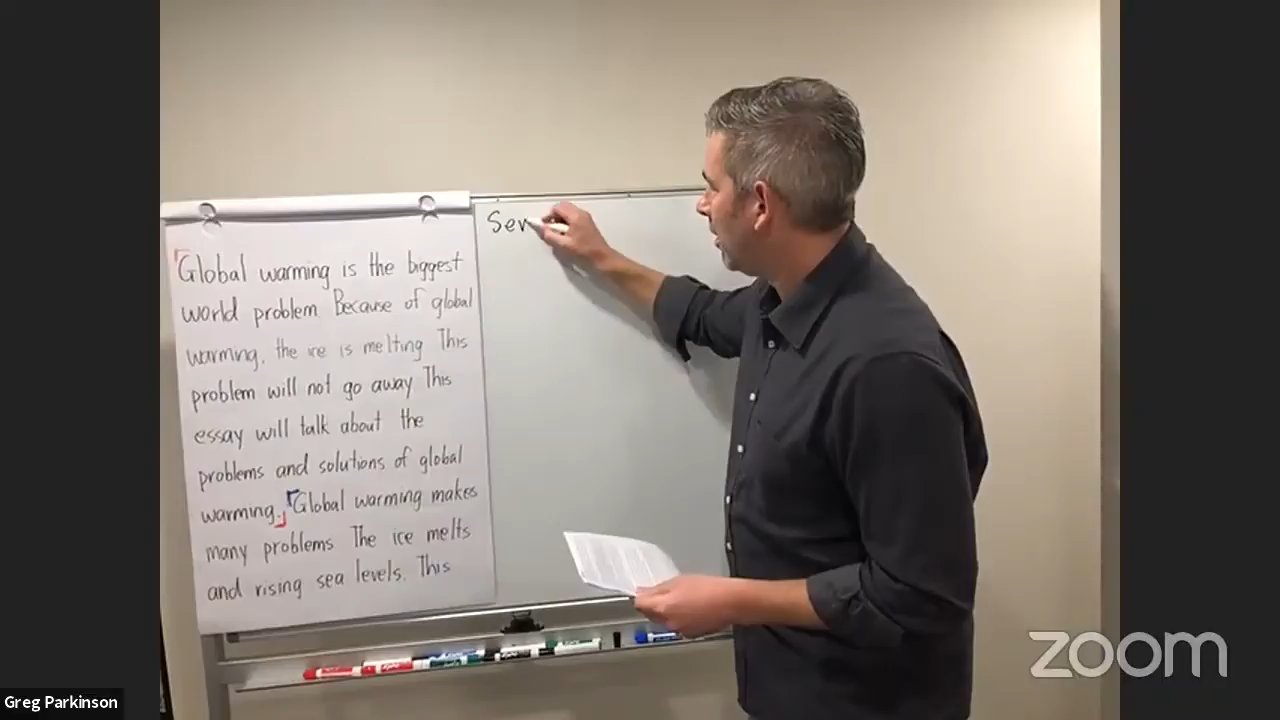 Global warming is the biggest
world problem. Because of global
warming, the ice is melting This
problem will not go away This
essay will talk about the
problems and solutions of global
warming. Global warming makes
many problems The ice melts
and rising sea levels. This
Sen
Greg Parkinson
zoom